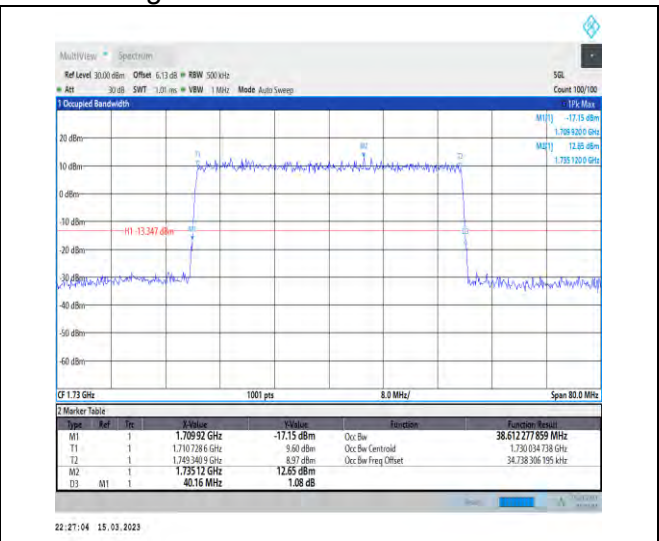 MultiView Spectrum
Ref Level 30.00 dBm Offset 6.13 dB RBW 500 kHz SGL
Att 30 dB SWT 1.01 ms VBW 1 MHz Mode Auto Sweep Count 100/100
1 Occupied Bandwidth 1Pk Max
M1[1] -17.15 dBm
1.709 920 0 GHz
M2[1] 12.65 dBm
1.735 120 0 GHz
20 dBm
10 dBm
0 dBm
-10 dBm
H1 -13.247 dBm
-20 dBm
-30 dBm
-40 dBm
-50 dBm
-60 dBm
T1
M2
T2
CF 1.73 GHz 1001 pts 8.0 MHz/ Span 80.0 MHz
2 Marker Table
Type Ref Trc X-Value Y-Value Function Function Result
M1 1 1.709 92 GHz -17.15 dBm Occ Bw 38.612 277 859 MHz
T1 1 1.710 728 6 GHz 9.60 dBm Occ Bw Centroid 1.730 034 738 GHz
T2 1 1.749 340 9 GHz 8.97 dBm Occ Bw Freq Offset 34.738 306 195 kHz
M2 1 1.735 12 GHz 12.65 dBm
D3 M1 1 40.16 MHz 1.08 dB
22:27:04 15.03.2023